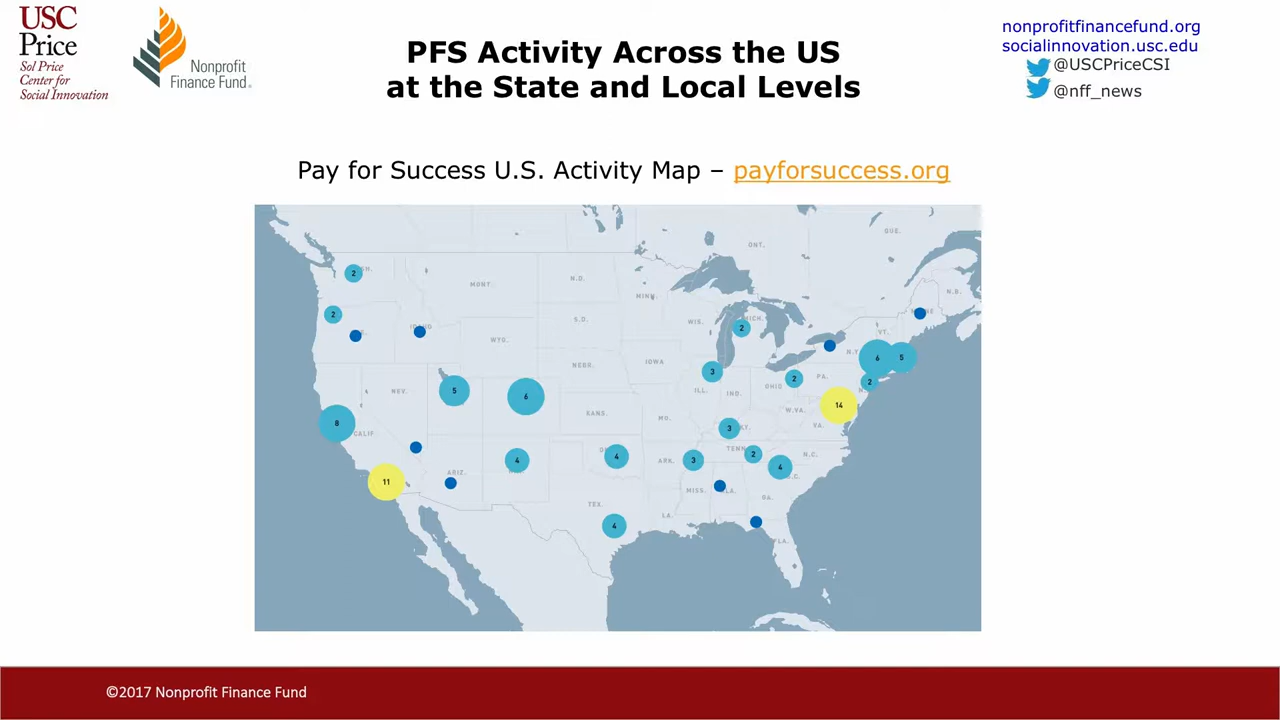 USC
Price
Sol Price
Center for
Social Innovation
Nonprofit
Finance Fund®
PFS Activity Across the US
at the State and Local Levels
nonprofitfinancefund.org
socialinnovation.usc.edu
@USCPriceCSI
@nff_news
Pay for Success U.S. Activity Map – payforsuccess.org
QUE.
ONT.
2
N.D.
MONT.
N.B.
MINN.
2
S.D.
WIS.
2
VT.
WYO.
IOWA
N.Y.
6
5
NEBR.
3
2
PA.
2
OHIO
5
NEV.
6
ILL.
IND.
14
KANS.
MO.
W.VA.
VA.
8
CALIF
3
KY.
TENN
2
N.C.
4
4
ARK.
3
4
S.C.
ARIZ.
11
MISS.
GA.
TEX.
LA.
4
FLA.
©2017 Nonprofit Finance Fund